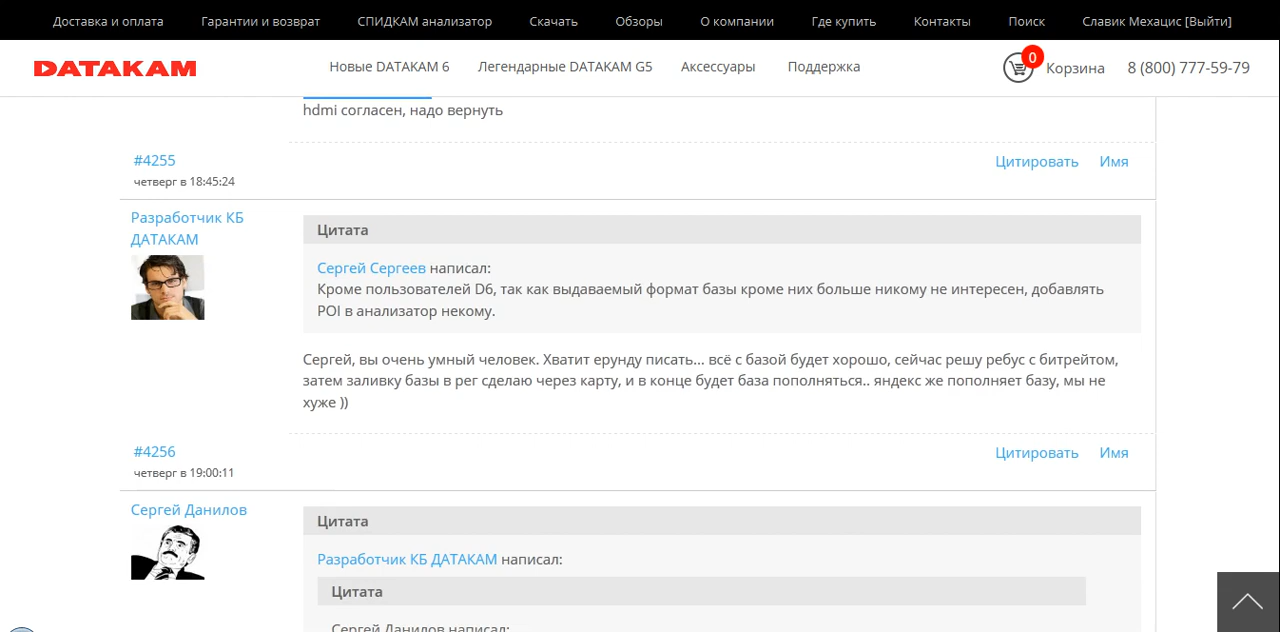 Доставка и оплата Гарантии и возврат СПИДКАМ анализатор Скачать Обзоры О компании Где купить Контакты Поиск Славик Мехацис [Выйти]
DATAKAM Новые DATAKAM 6 Легендарные DATAKAM G5 Аксессуары Поддержка 0 Корзина 8 (800) 777-59-79
hdmi согласен, надо вернуть
#4255 Цитировать Имя
четверг в 18:45:24
Разработчик КБ
ДАТАКАМ
Цитата
Сергей Сергеев написал:
Кроме пользователей D6, так как выдаваемый формат базы кроме них больше никому не интересен, добавлять
POI в анализатор некому.
Сергей, вы очень умный человек. Хватит ерунду писать... всё с базой будет хорошо, сейчас решу ребус с битрейтом,
затем заливку базы в рег сделаю через карту, и в конце будет база пополняться.. яндекс же пополняет базу, мы не
хуже ))
#4256 Цитировать Имя
четверг в 19:00:11
Сергей Данилов
Цитата
Разработчик КБ ДАТАКАМ написал:
Цитата
Сергей Данилов написал: